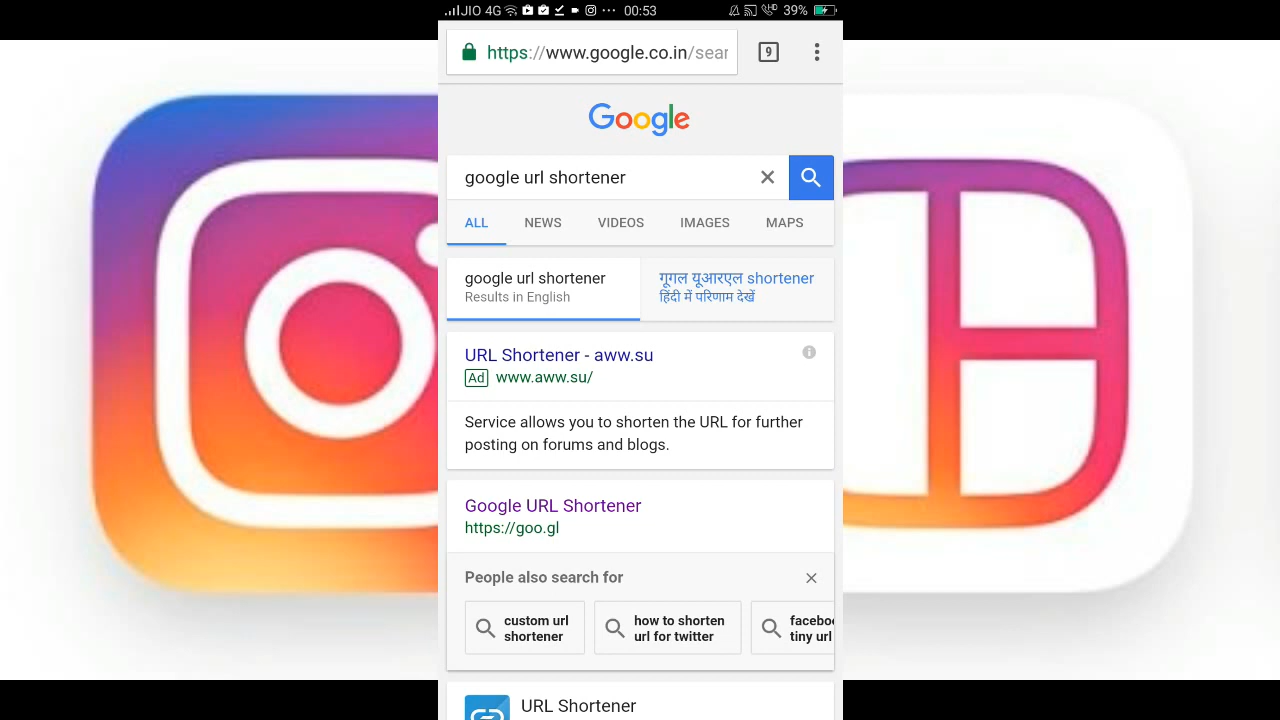 JIO 4G 00:53 HD 39%
https://www.google.co.in/sear
9
Google
google url shortener
ALL NEWS VIDEOS IMAGES MAPS
google url shortener
Results in English
गूगल यूआरएल shortener
हिंदी में परिणाम देखें
URL Shortener - aww.su
Ad www.aww.su/
Service allows you to shorten the URL for further
posting on forums and blogs.
Google URL Shortener
https://goo.gl
People also search for
custom url
shortener
how to shorten
url for twitter
facebo
tiny url
URL Shortener